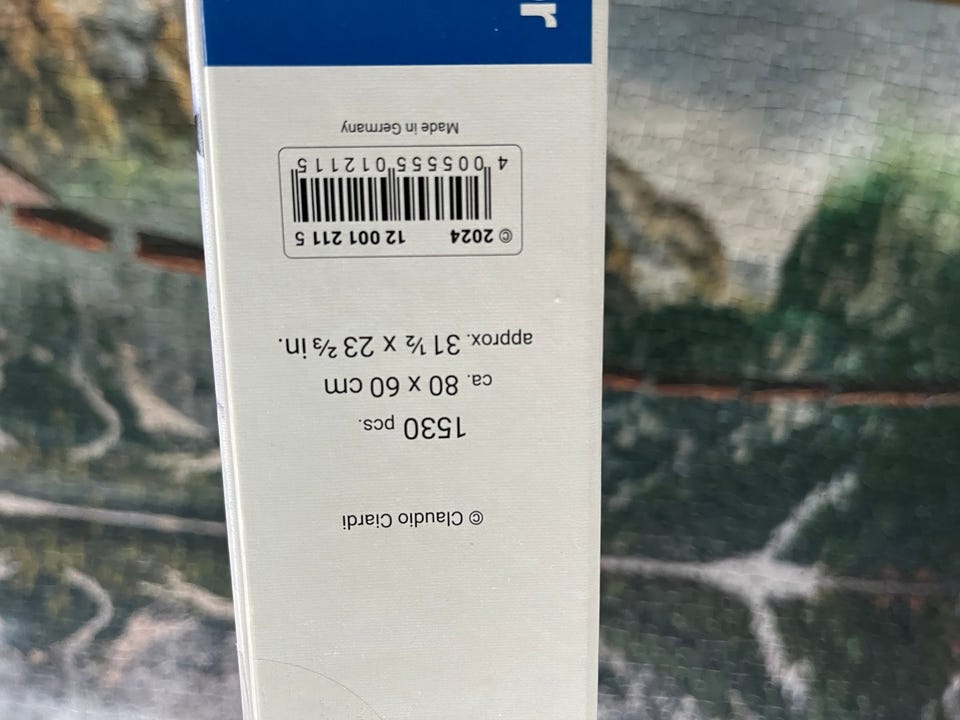 © Claudio Ciardi
1530 pcs.
ca. 80 x 60 cm
approx. 31 ½ x 23 ⅔ in.
© 2024 12 001 211 5
4 005555 012115
Made in Germany